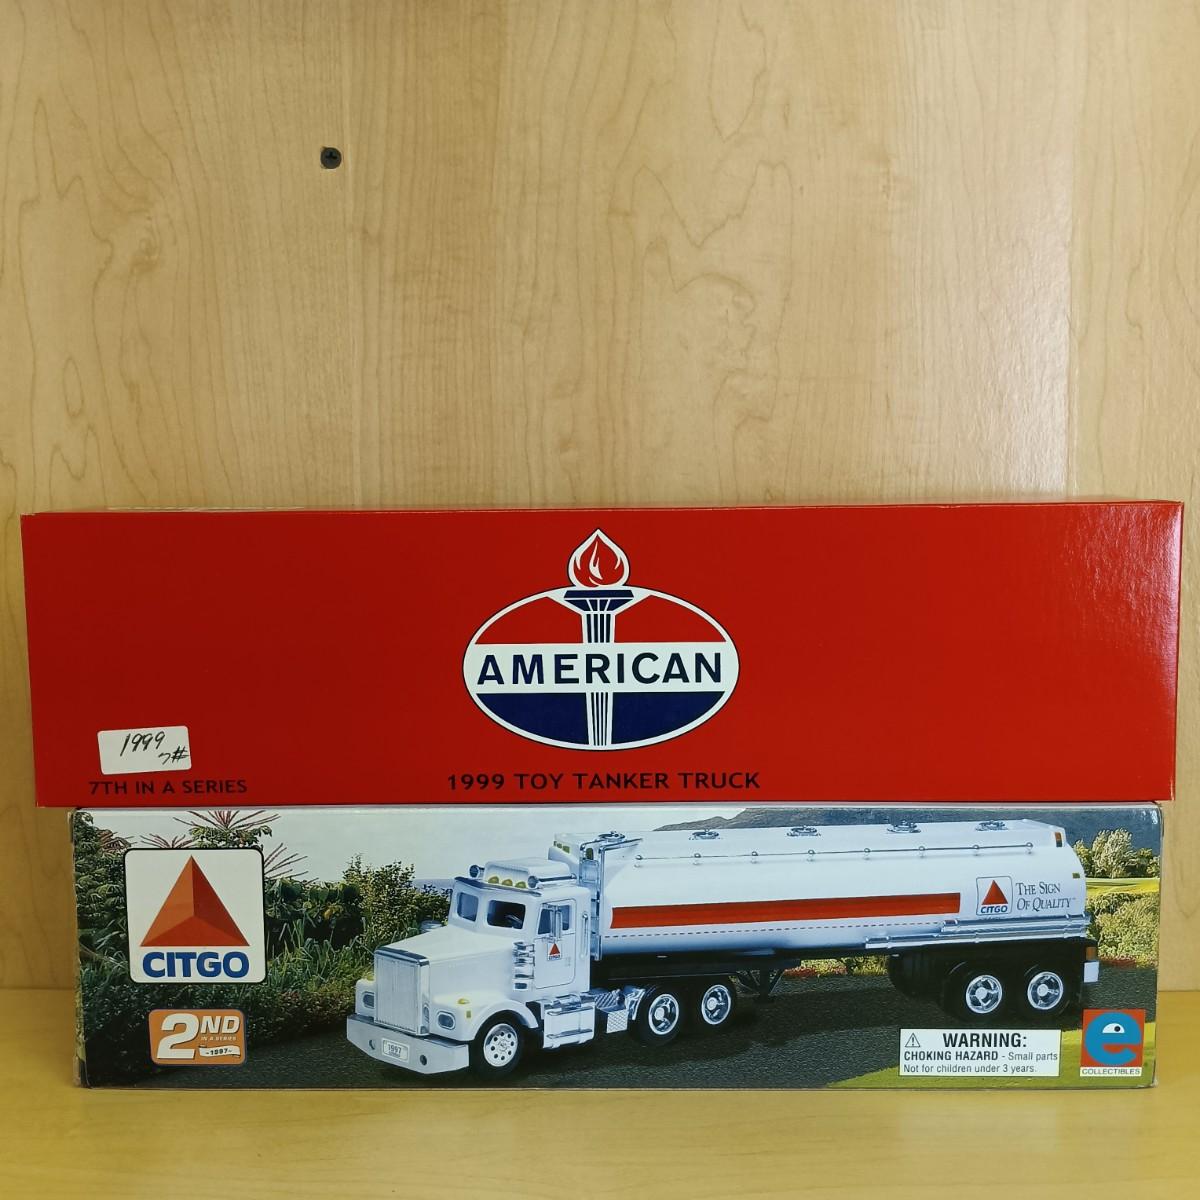 AMERICAN
1999
7#
7TH IN A SERIES
1999 TOY TANKER TRUCK
CITGO
2ND
IN A SERIES
-1997-
CITGO
1997
CITGO
THE SIGN
OF QUALITY
WARNING:
CHOKING HAZARD - Small parts
Not for children under 3 years.
e
COLLECTIBLES